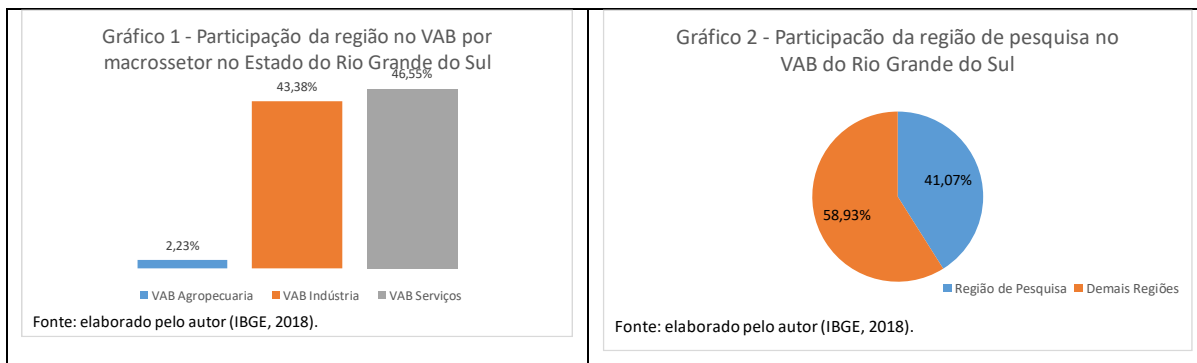 Gráfico 1 - Participação da região no VAB por
macrossetor no Estado do Rio Grande do Sul
46,55%
43,38%
2,23%
VAB Agropecuaria VAB Indústria VAB Serviços
Fonte: elaborado pelo autor (IBGE, 2018).
Gráfico 2 - Participacão da região de pesquisa no
VAB do Rio Grande do Sul
41,07%
58,93%
Região de Pesquisa Demais Regiões
Fonte: elaborado pelo autor (IBGE, 2018).